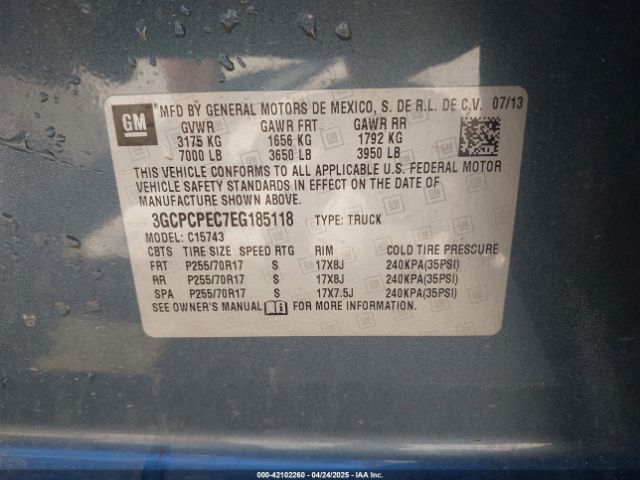 GM
MFD BY GENERAL MOTORS DE MEXICO, S. DE R.L. DE C.V. 07/13
GVWR GAWR FRT GAWR RR
3175 KG 1656 KG 1792 KG
7000 LB 3650 LB 3950 LB
THIS VEHICLE CONFORMS TO ALL APPLICABLE U.S. FEDERAL MOTOR
VEHICLE SAFETY STANDARDS IN EFFECT ON THE DATE OF
MANUFACTURE SHOWN ABOVE.
3GCPCPEC7EG185118 TYPE: TRUCK
MODEL: C15743
CBTS TIRE SIZE SPEED RTG RIM COLD TIRE PRESSURE
FRT P255/70R17 S 17X8J 240KPA(35PSI)
RR P255/70R17 S 17X8J 240KPA(35PSI)
SPA P255/70R17 S 17X7.5J 240KPA(35PSI)
SEE OWNER'S MANUAL FOR MORE INFORMATION.
000-42102260 - 04/24/2025 - IAAI.COM